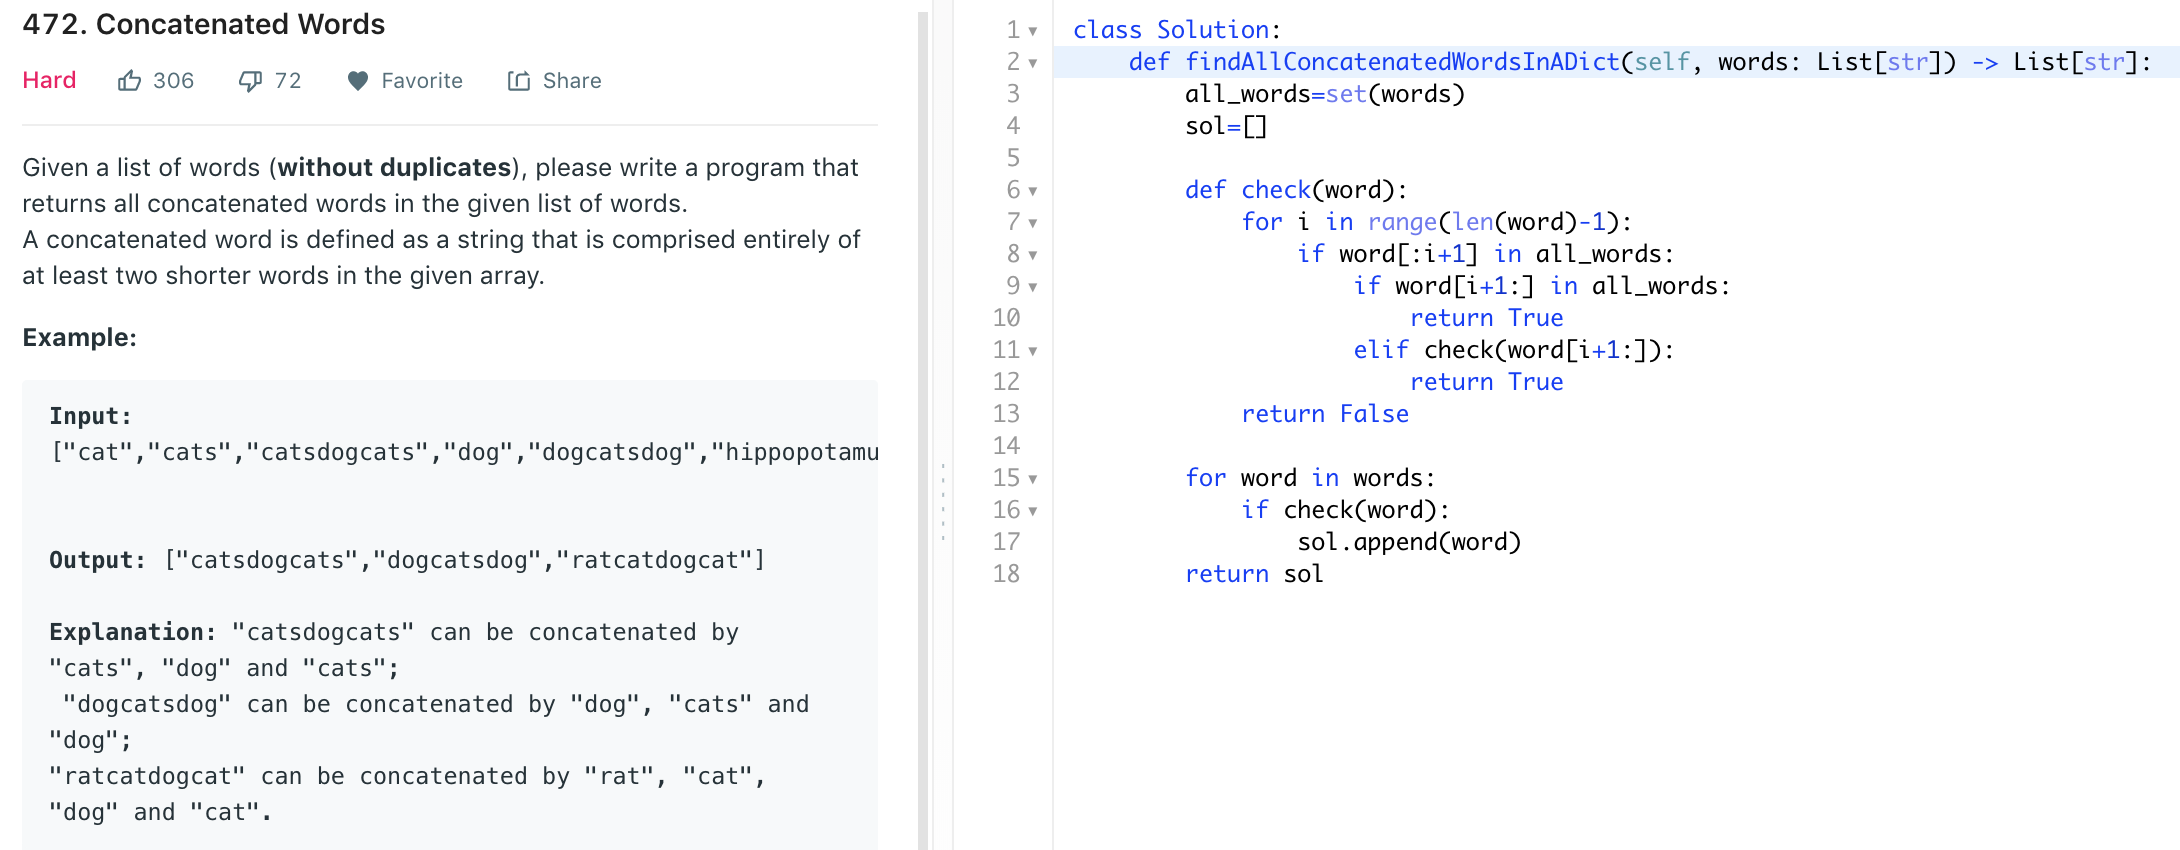 472. Concatenated Words
Hard 306 72 Favorite Share
Given a list of words (without duplicates), please write a program that
returns all concatenated words in the given list of words.
A concatenated word is defined as a string that is comprised entirely of
at least two shorter words in the given array.
Example:
Input:
["cat","cats","catsdogcats","dog","dogcatsdog","hippopotamu
Output: ["catsdogcats","dogcatsdog","ratcatdogcat"]
Explanation: "catsdogcats" can be concatenated by
"cats", "dog" and "cats";
"dogcatsdog" can be concatenated by "dog", "cats" and
"dog";
"ratcatdogcat" can be concatenated by "rat", "cat",
"dog" and "cat".
1 class Solution:
2 def findAllConcatenatedWordsInADict(self, words: List[str]) -> List[str]:
3 all_words=set(words)
4 sol=[]
5
6 def check(word):
7 for i in range(len(word)-1):
8 if word[:i+1] in all_words:
9 if word[i+1:] in all_words:
10 return True
11 elif check(word[i+1:]):
12 return True
13 return False
14
15 for word in words:
16 if check(word):
17 sol.append(word)
18 return sol